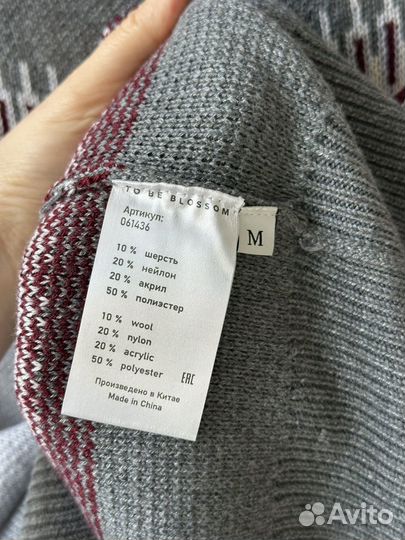 TO BE BLOSSOM
Артикул:
061436
M
10 % шерсть
20 % нейлон
20 % акрил
50 % полиэстер
10 % wool
20 % nylon
20 % acrylic
50 % polyester
Произведено в Китае
Made in China
EAC
Avito